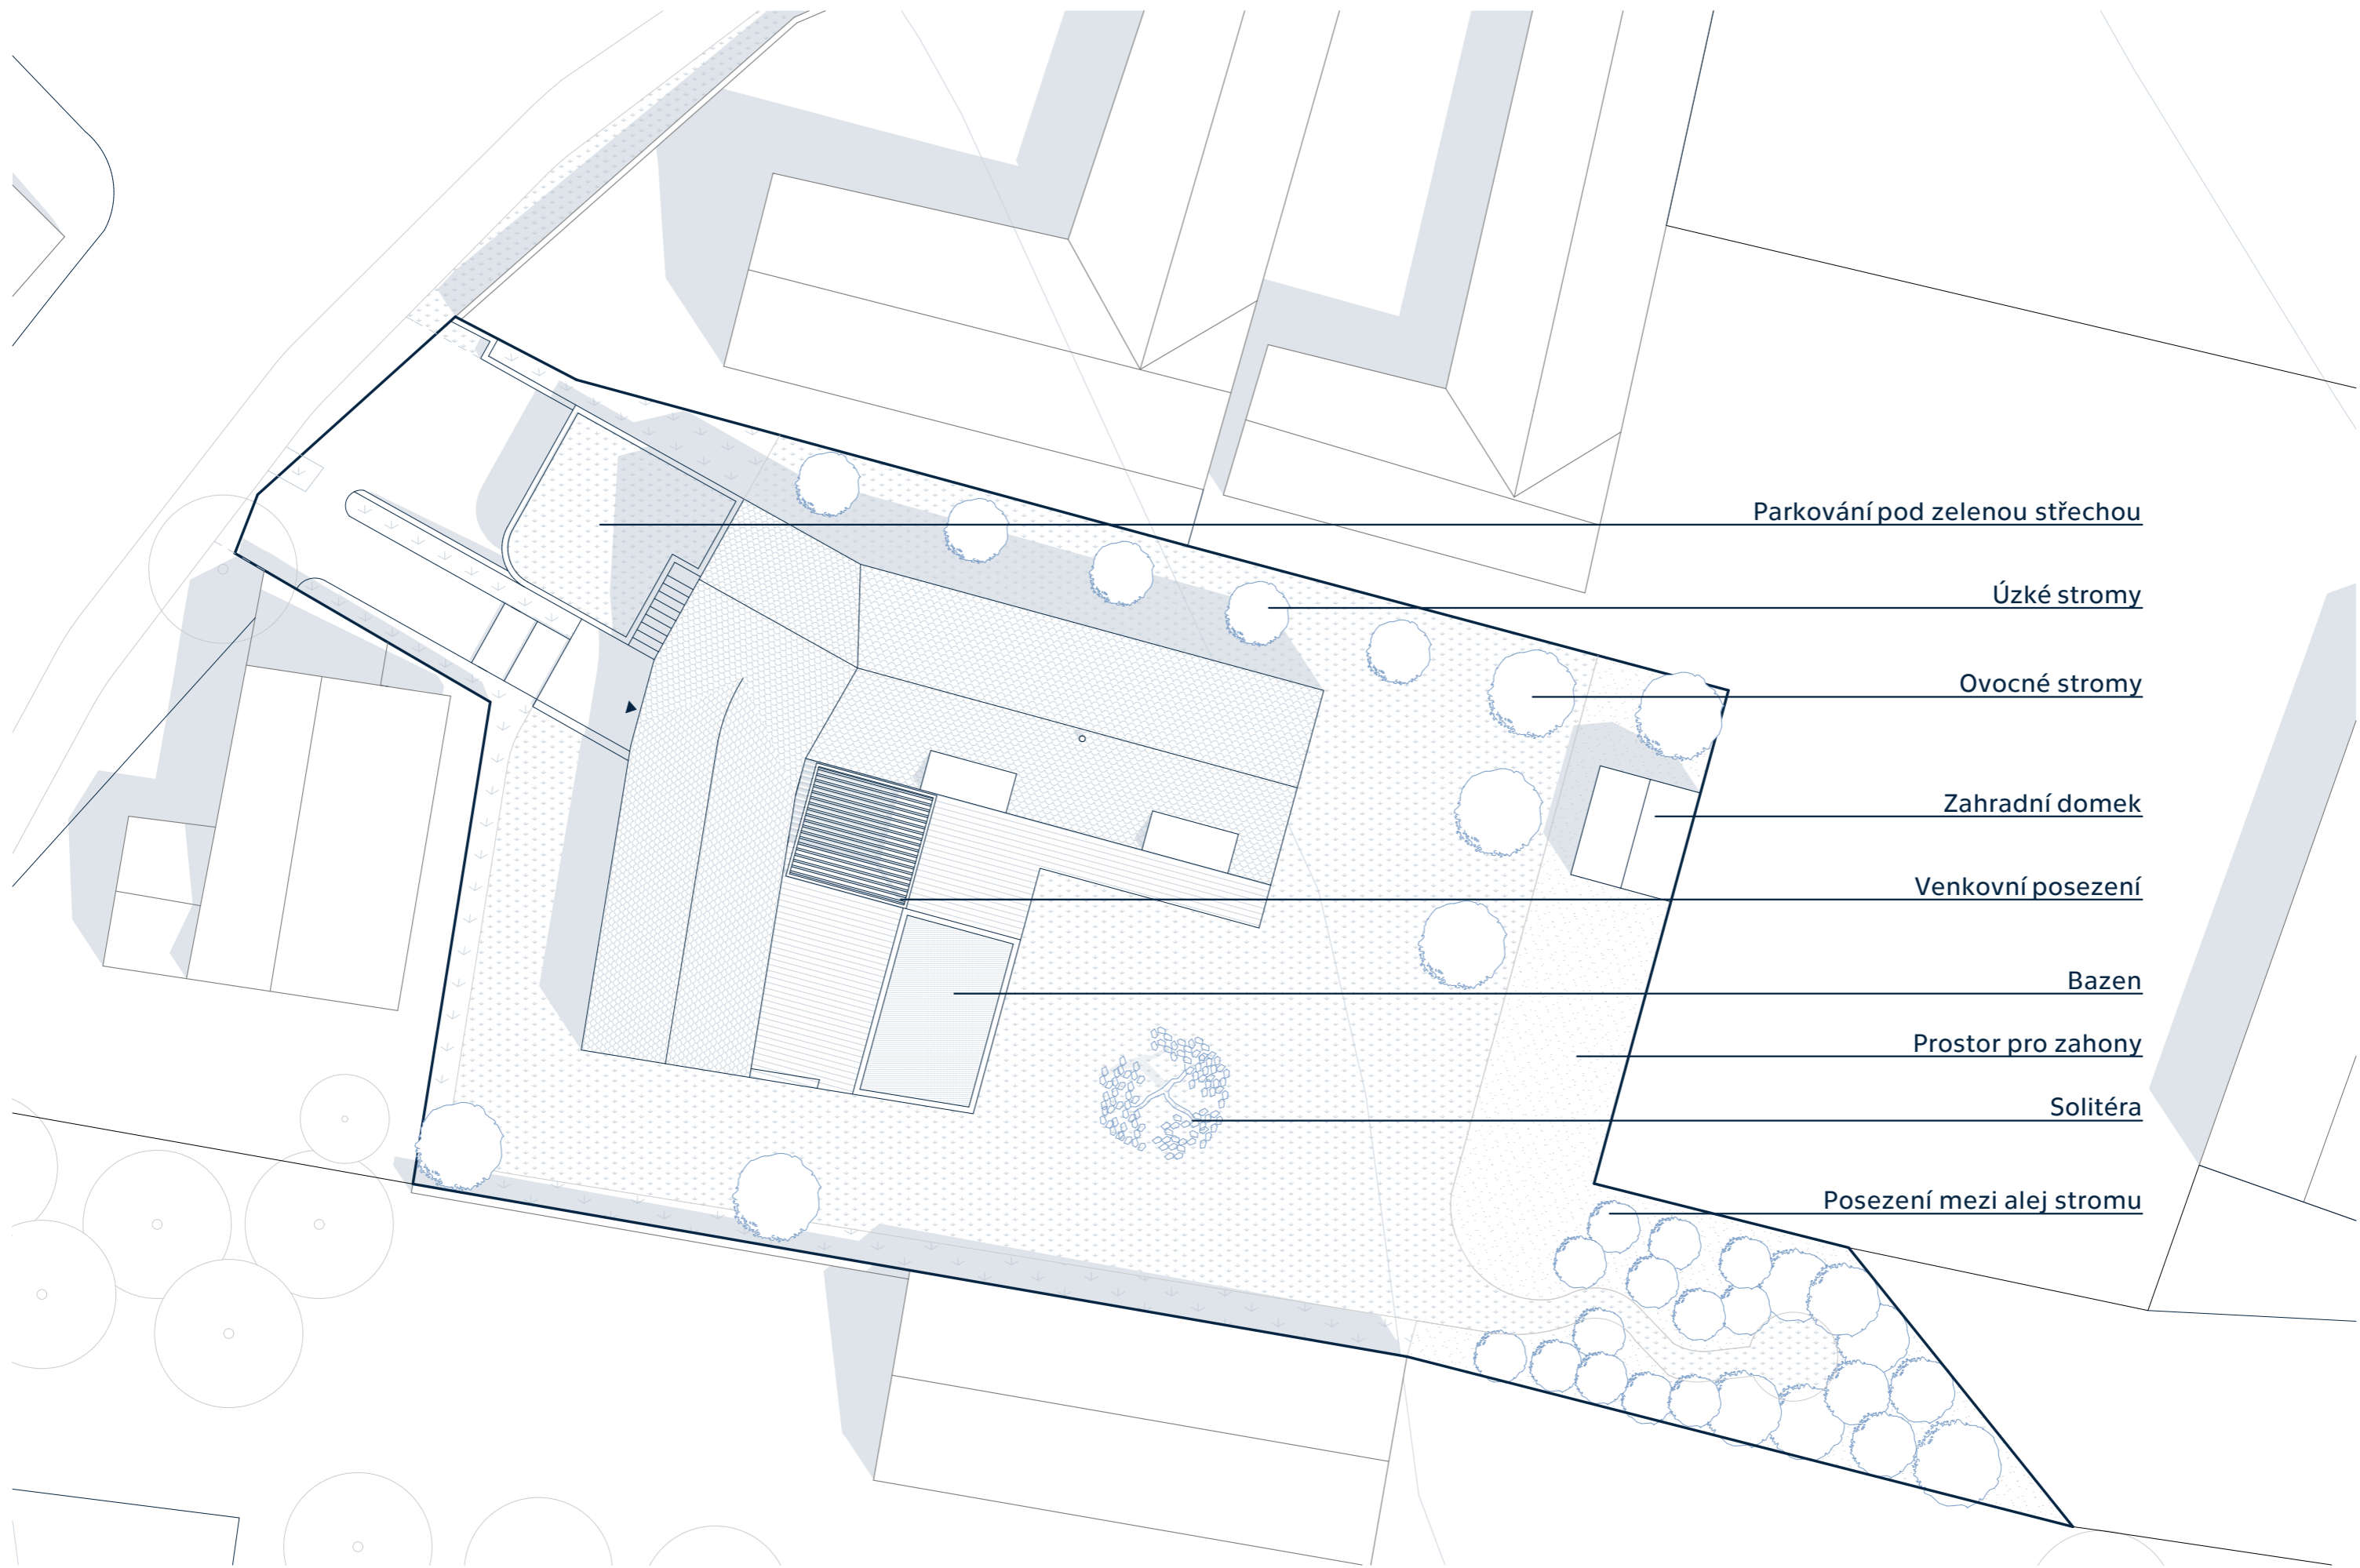 Parkování pod zelenou střechou
Úzké stromy
Ovocné stromy
Zahradní domek
Venkovní posezení
Bazen
Prostor pro zahony
Solitéra
Posezení mezi alej stromu